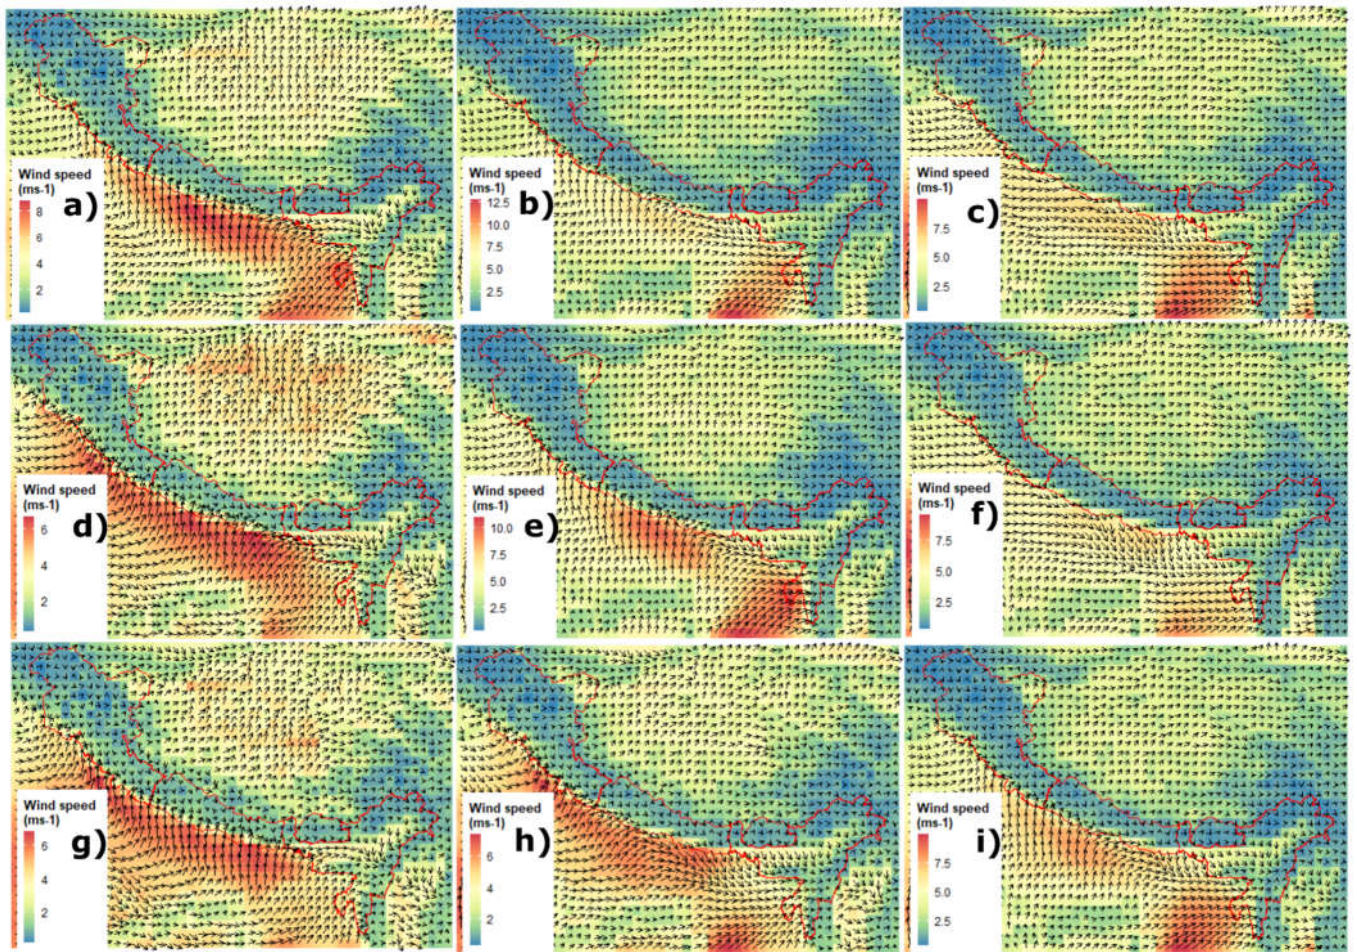 Wind speed
(ms-1)
8
6
4
2
a)
Wind speed
(ms-1)
12.5
10.0
7.5
5.0
2.5
b)
Wind speed
(ms-1)
7.5
5.0
2.5
c)
Wind speed
(ms-1)
6
4
2
d)
Wind speed
(ms-1)
10.0
7.5
5.0
2.5
e)
Wind speed
(ms-1)
7.5
5.0
2.5
f)
Wind speed
(ms-1)
6
4
2
g)
Wind speed
(ms-1)
6
4
2
h)
Wind speed
(ms-1)
7.5
5.0
2.5
i)